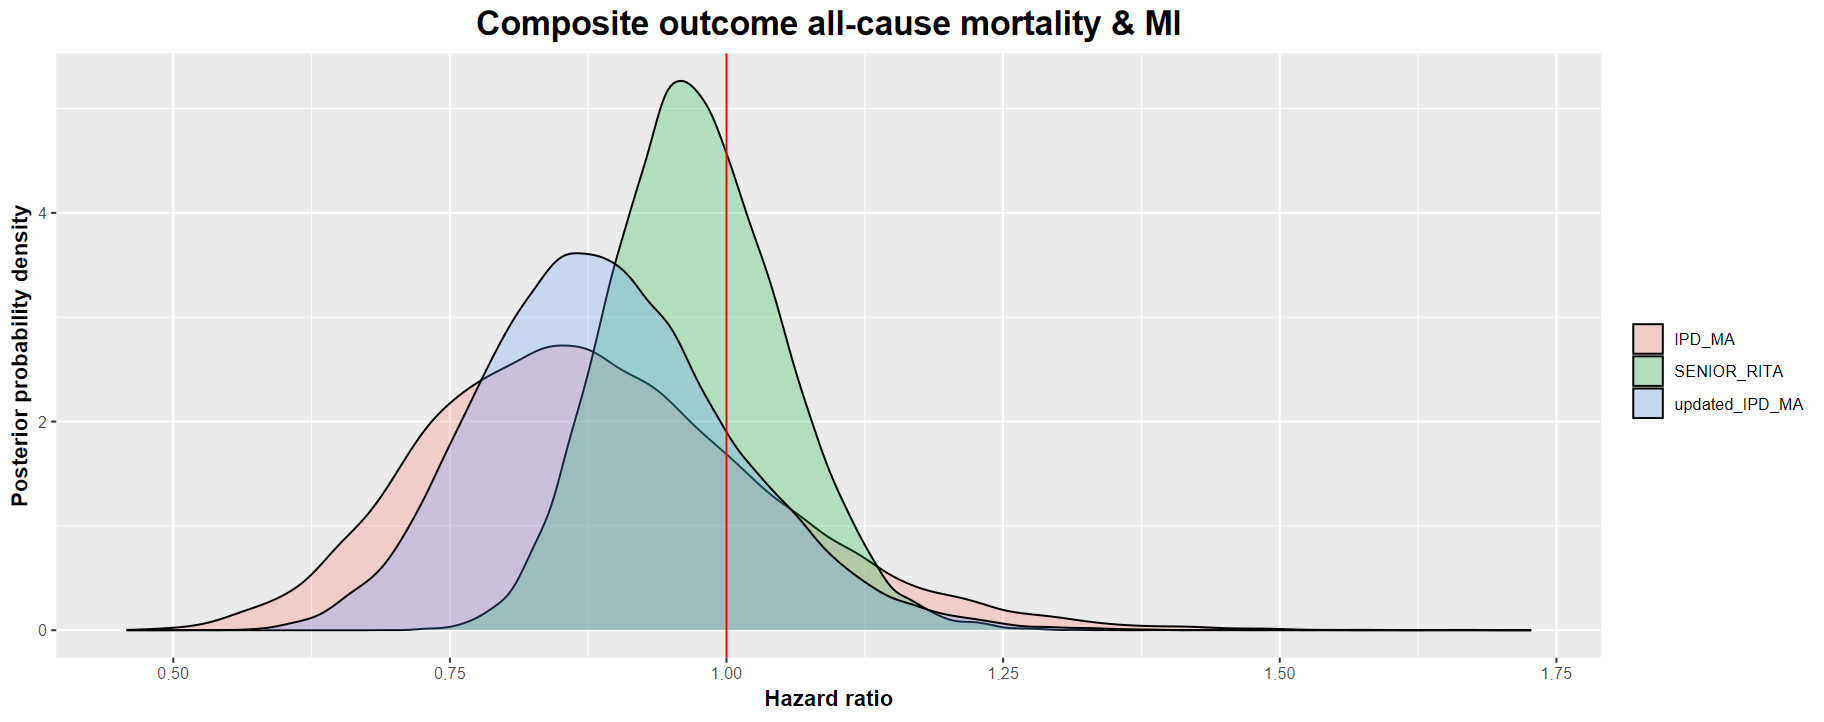 Composite outcome all-cause mortality & MI
Posterior probability density
4
2
0
0.50 0.75 1.00 1.25 1.50 1.75
Hazard ratio
IPD_MA
SENIOR_RITA
updated_IPD_MA